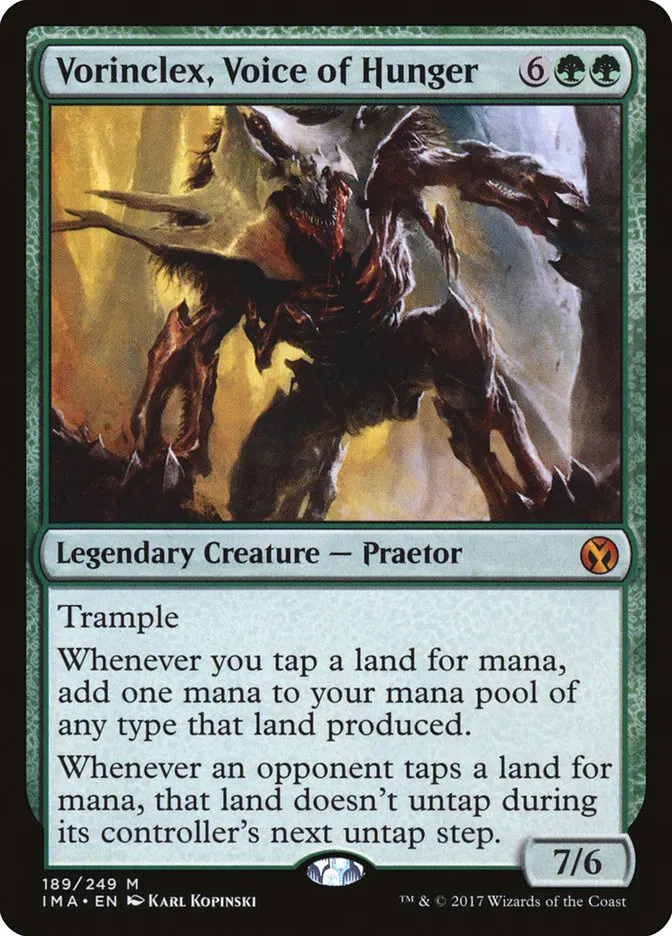 Vorinclex, Voice of Hunger 6
Legendary Creature — Praetor
Trample
Whenever you tap a land for mana,
add one mana to your mana pool of
any type that land produced.
Whenever an opponent taps a land for
mana, that land doesn't untap during
its controller's next untap step.
7/6
189/249 M
IMA • EN Karl Kopinski
™ & © 2017 Wizards of the Coast